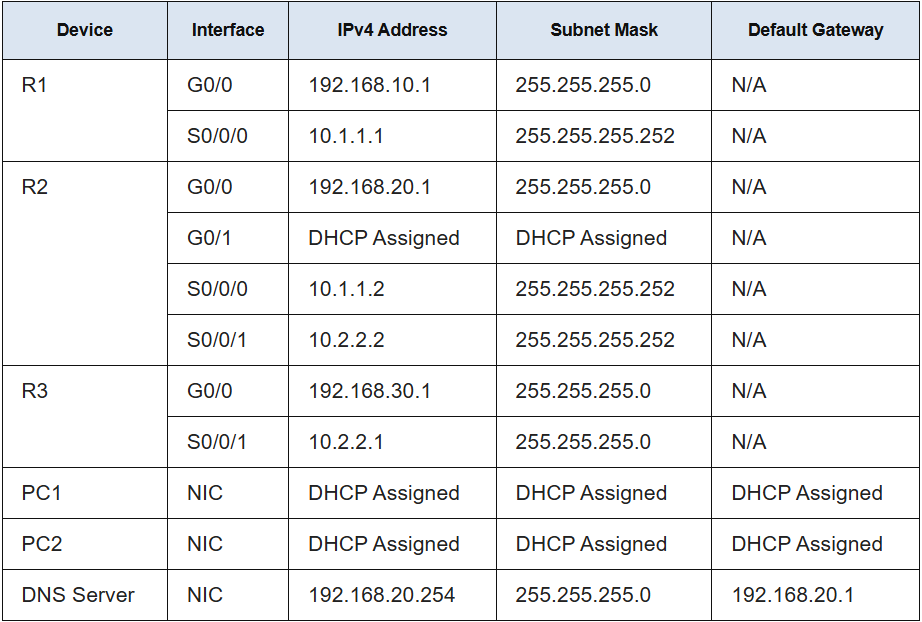 Device Interface IPv4 Address Subnet Mask Default Gateway
R1 G0/0 192.168.10.1 255.255.255.0 N/A
S0/0/0 10.1.1.1 255.255.255.252 N/A
R2 G0/0 192.168.20.1 255.255.255.0 N/A
G0/1 DHCP Assigned DHCP Assigned N/A
S0/0/0 10.1.1.2 255.255.255.252 N/A
S0/0/1 10.2.2.2 255.255.255.252 N/A
R3 G0/0 192.168.30.1 255.255.255.0 N/A
S0/0/1 10.2.2.1 255.255.255.0 N/A
PC1 NIC DHCP Assigned DHCP Assigned DHCP Assigned
PC2 NIC DHCP Assigned DHCP Assigned DHCP Assigned
DNS Server NIC 192.168.20.254 255.255.255.0 192.168.20.1